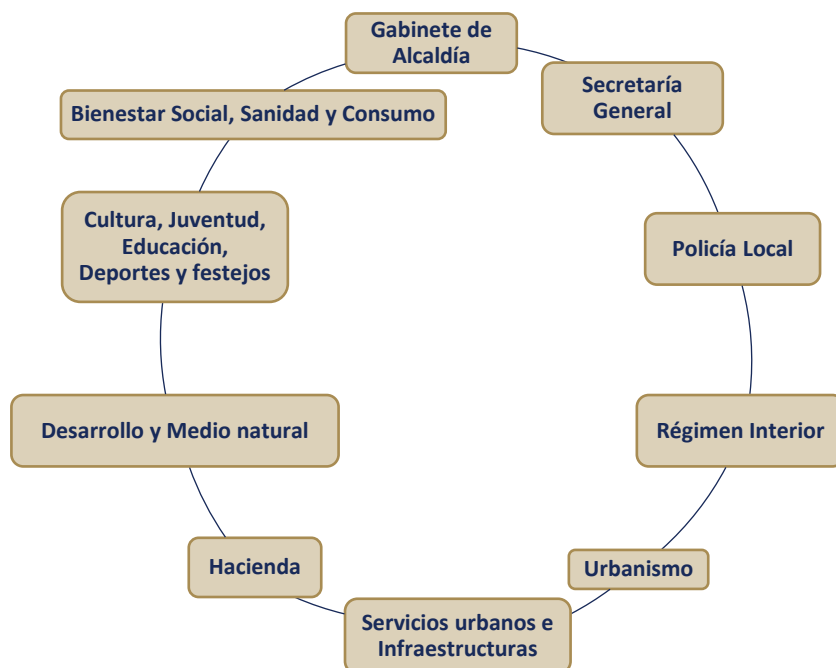 Gabinete de
Alcaldía
Secretaría
General
Policía Local
Régimen Interior
Urbanismo
Servicios urbanos e
Infraestructuras
Hacienda
Desarrollo y Medio natural
Cultura, Juventud,
Educación,
Deportes y festejos
Bienestar Social, Sanidad y Consumo